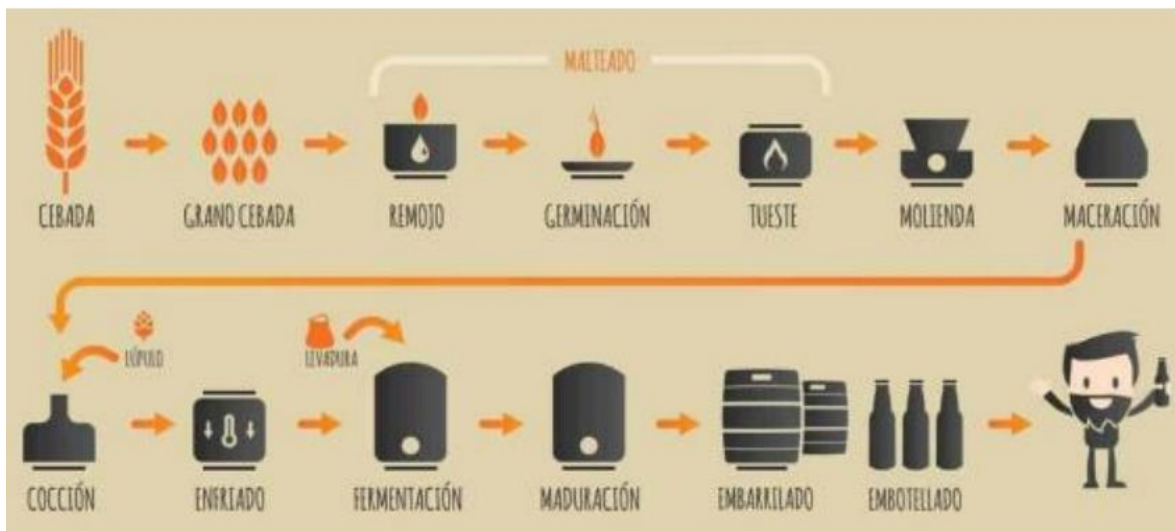 MALTEADO
CEBADA
GRANO CEBADA
REMOJO
GERMINACIÓN
TUESTE
MOLIENDA
MACERACIÓN
LÚPULO
LEVADURA
COCCIÓN
ENFRIADO
FERMENTACIÓN
MADURACIÓN
EMBARRILADO
EMBOTELLADO